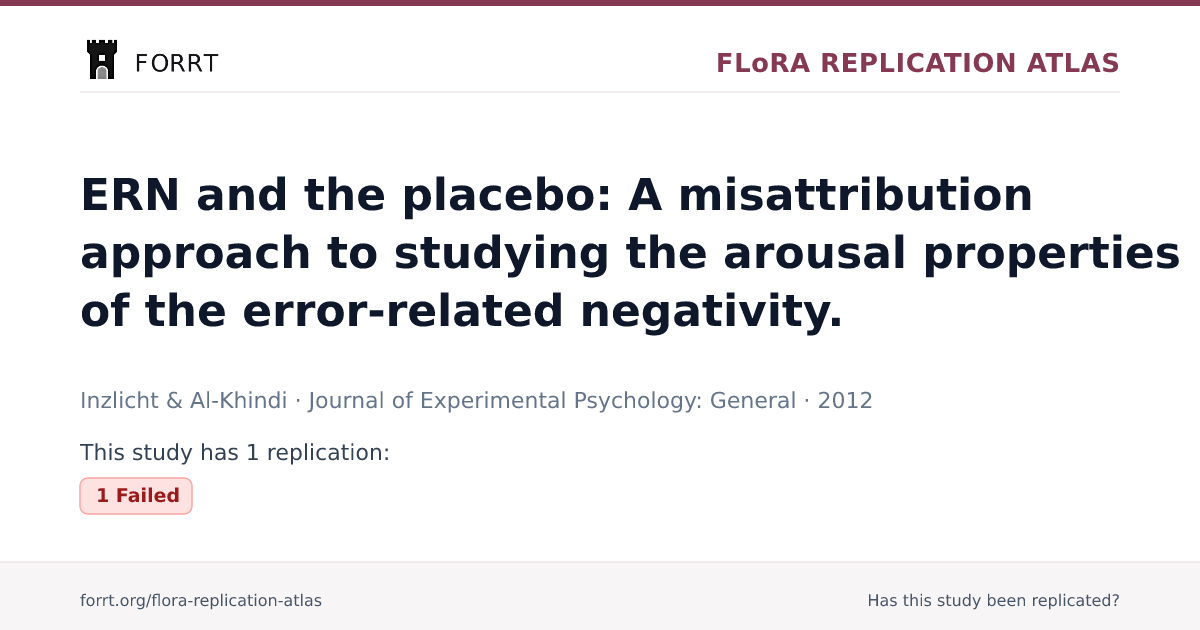 FORRT
FLoRA REPLICATION ATLAS
ERN and the placebo: A misattribution
approach to studying the arousal properties
of the error-related negativity.
Inzlicht & Al-Khindi · Journal of Experimental Psychology: General · 2012
This study has 1 replication:
1 Failed
forrt.org/flora-replication-atlas
Has this study been replicated?